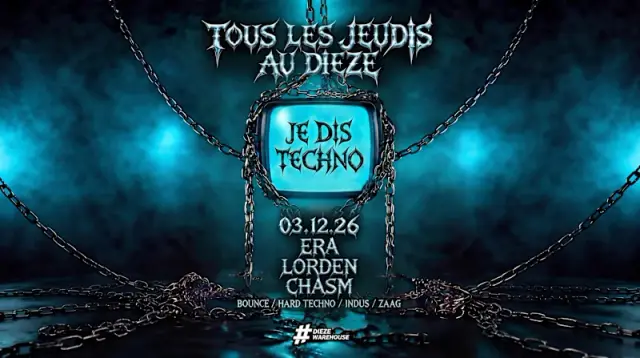 TOUS LES JEUDIS
AU DIEZE
JE DIS
TECHNO
03.12.26
ERA
LORDEN
CHASM
BOUNCE / HARD TECHNO / INDUS / ZAAG
# DIEZE
WAREHOUSE